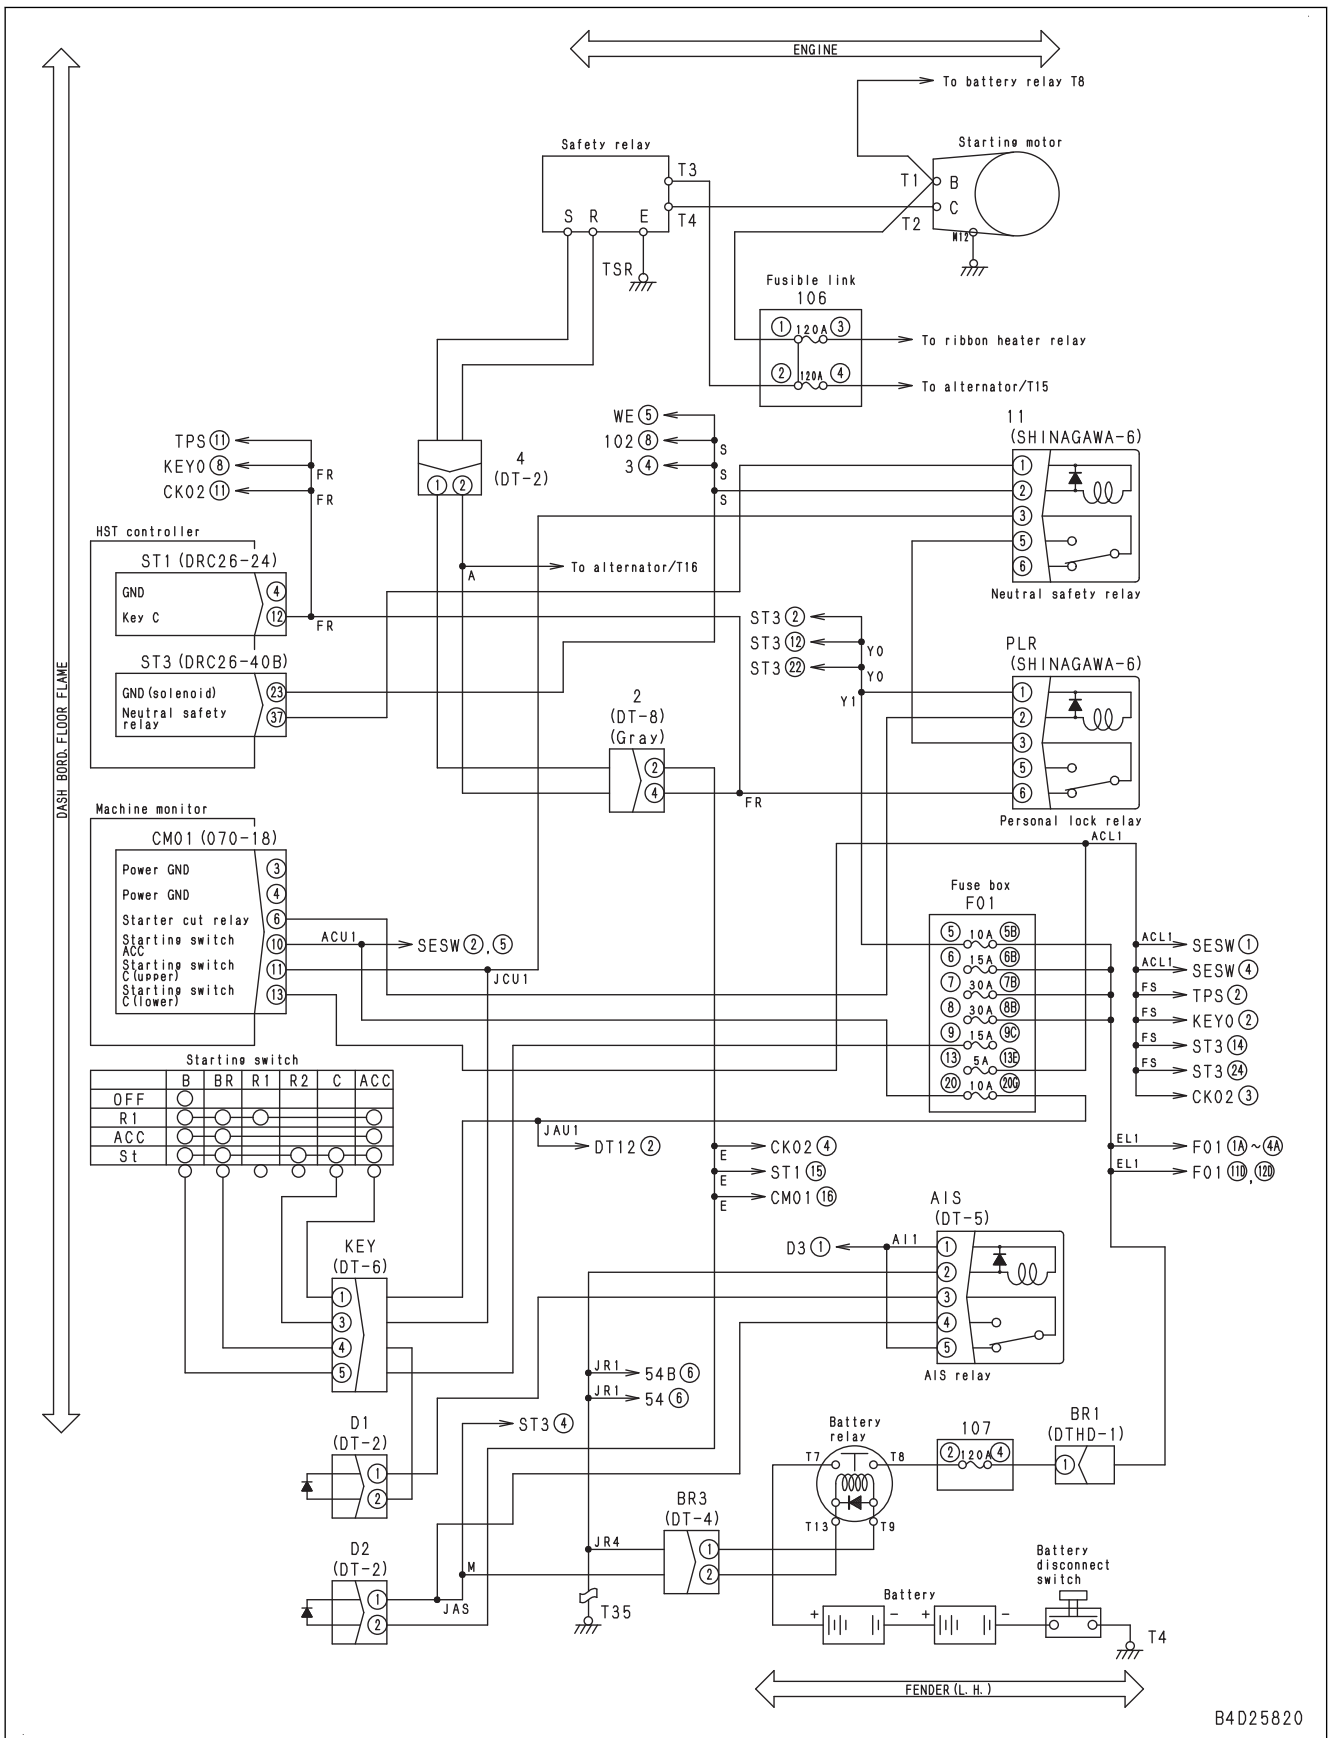 ENGINE
To battery relay T8
Safety relay
Starting motor
T3
T1
B
T4
C
S R E
T2
M12
TSR
Fusible link
106
① 120A ③
To ribbon heater relay
② 120A ④
To alternator/T15
WE ⑤
11
(SHINAGAWA-6)
TPS ⑪
102 ⑧
S
KEY0 ⑧
FR
4
(DT-2)
3 ④
S
①
CK02 ⑪
FR
① ②
S
②
HST controller
③
ST1 (DRC26-24)
⑤
To alternator/T16
A
⑥
GND ④
Neutral safety relay
Key C ⑫
FR
ST3 ②
ST3 ⑫
Y0
ST3 ㉒
Y0
Y1
PLR
(SHINAGAWA-6)
ST3 (DRC26-40B)
GND (solenoid) ㉓
Neutral safety
relay
㊲
2
(DT-8)
(Gray)
①
②
③
② 
④
FR
⑤
⑥
Personal lock relay
DASH BORD. FLOOR FLAME
Machine monitor
ACL1
CM01 (070-18)
Power GND ③
Power GND ④
Starter cut relay ⑥
Starting switch
ACC
⑩
Starting switch
C (upper)
⑪
Starting switch
C (lower)
⑬
ACU1
SESW ②, ⑤
JCU1
Fuse box
F01
⑤ 10A 5B
⑥ 15A 6B
⑦ 30A 7B
⑧ 30A 8B
⑨ 15A 9C
⑬ 5A 13E
⑳ 10A 20G
ACL1 SESW ①
ACL1 SESW ④
FS TPS ②
FS KEY0 ②
FS ST3 ⑭
FS ST3 ㉔
CK02 ③
Starting switch
B BR R1 R2 C ACC
OFF
R1
ACC
St
JAU1
DT12 ②
CK02 ④
E
ST1 ⑮
E
CM01 ⑯
E
EL1 F01 1A ~ 4A
EL1 F01 11D, 12D
AIS
(DT-5)
KEY
(DT-6)
D3 ① AI1 ①
②
①
③
③
④
④
⑤
⑤
AIS relay
JR1 54B ⑥
JR1 54 ⑥
D1
(DT-2)
ST3 ④
①
②
Battery
relay
107
BR1
(DTHD-1)
T7 T8
② 120A ④
①
BR3
(DT-4)
T13 T9
D2
(DT-2)
JR4 ①
M ②
①
②
JAS
T35
Battery
disconnect
switch
Battery
+ - + -
T4
FENDER (L. H.)
B4D25820